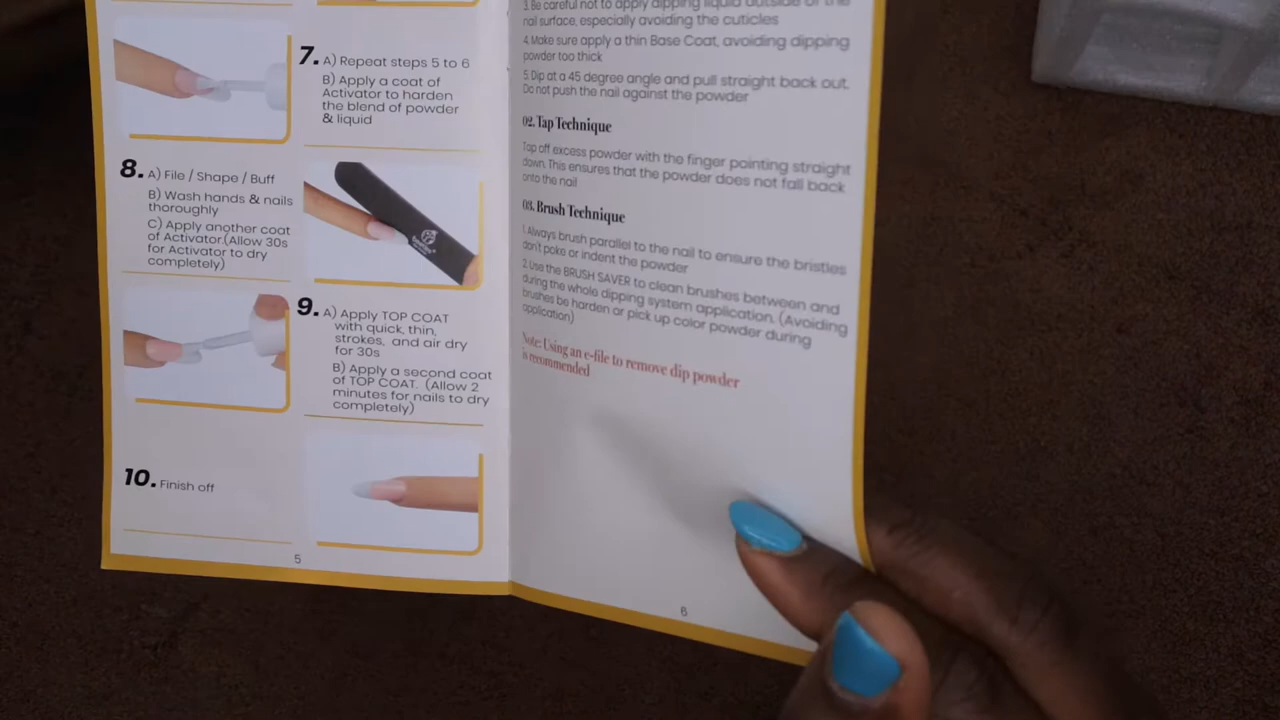 7. A) Repeat steps 5 to 6
B) Apply a coat of
Activator to harden
the blend of powder
& liquid
8. A) File / Shape / Buff
B) Wash hands & nails
thoroughly
C) Apply another coat
of Activator.(Allow 30s
for Activator to dry
completely)
9. A) Apply TOP COAT
with quick, thin,
strokes, and air dry
for 30s
B) Apply a second coat
of TOP COAT. (Allow 2
minutes for nails to dry
completely)
10. Finish off
5
3. Be careful not to apply dipping liquid outside of the
nail surface, especially avoiding the cuticles
4. Make sure apply a thin Base Coat, avoiding dipping
powder too thick
5. Dip at a 45 degree angle and pull straight back out.
Do not push the nail against the powder
02. Tap Technique
Tap off excess powder with the finger pointing straight
down. This ensures that the powder does not fall back
onto the nail
03. Brush Technique
1. Always brush parallel to the nail to ensure the bristles
don't poke or indent the powder
2. Use the BRUSH SAVER to clean brushes between and
during the whole dipping system application. (Avoiding
brushes be harden or pick up color powder during
application)
Note: Using an e-file to remove dip powder
is recommended
6